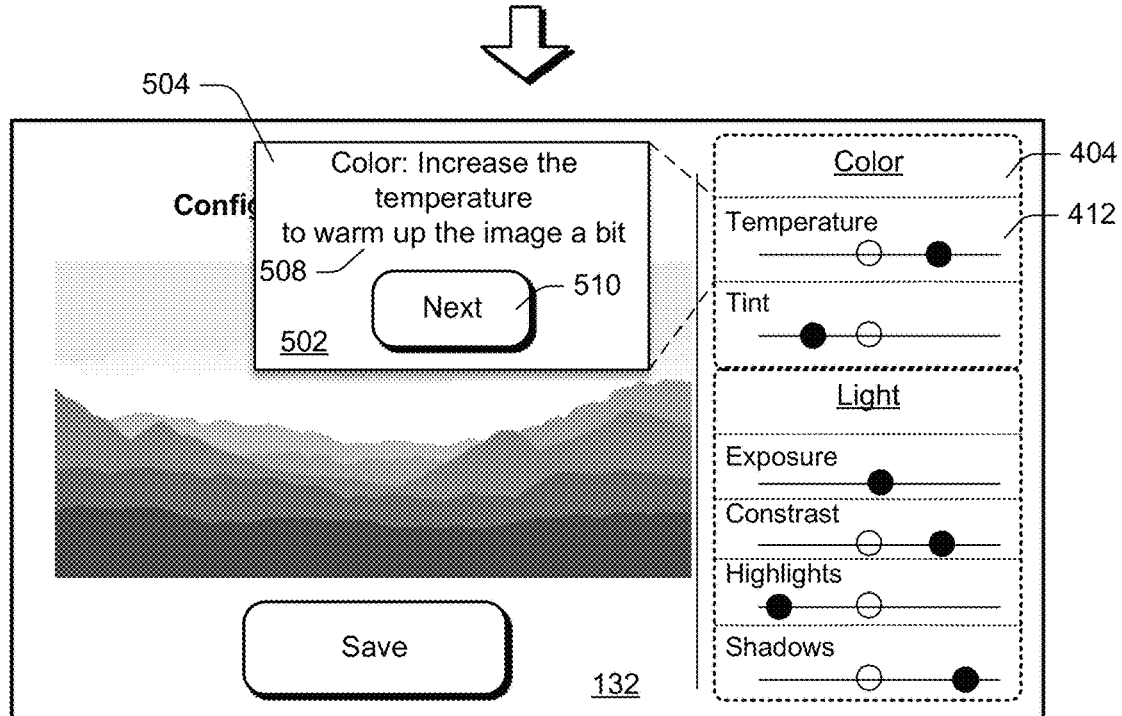 504
Color: Increase the
temperature
to warm up the image a bit
Config
508
Next
510
502
Save
132
Color
404
Temperature
412
Tint
Light
Exposure
Constrast
Highlights
Shadows